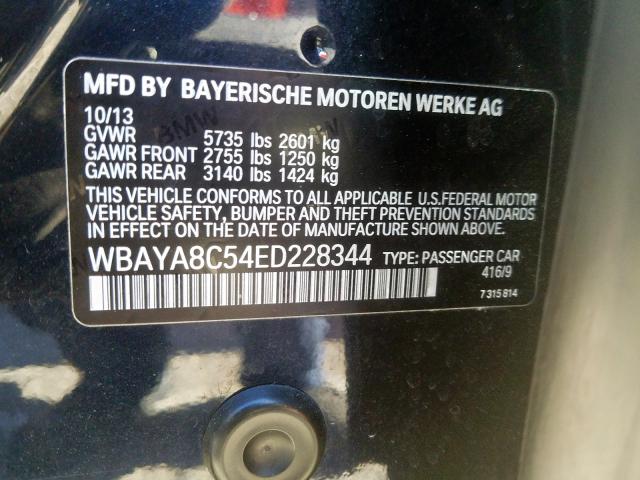 MFD BY BAYERISCHE MOTOREN WERKE AG
10/13
GVWR 5735 lbs 2601 kg
GAWR FRONT 2755 lbs 1250 kg
GAWR REAR 3140 lbs 1424 kg
THIS VEHICLE CONFORMS TO ALL APPLICABLE U.S.FEDERAL MOTOR
VEHICLE SAFETY, BUMPER AND THEFT PREVENTION STANDARDS
IN EFFECT ON THE DATE OF MANUFACTURE SHOWN ABOVE.
WBAYA8C54ED228344 TYPE: PASSENGER CAR
416/9
7 315 814